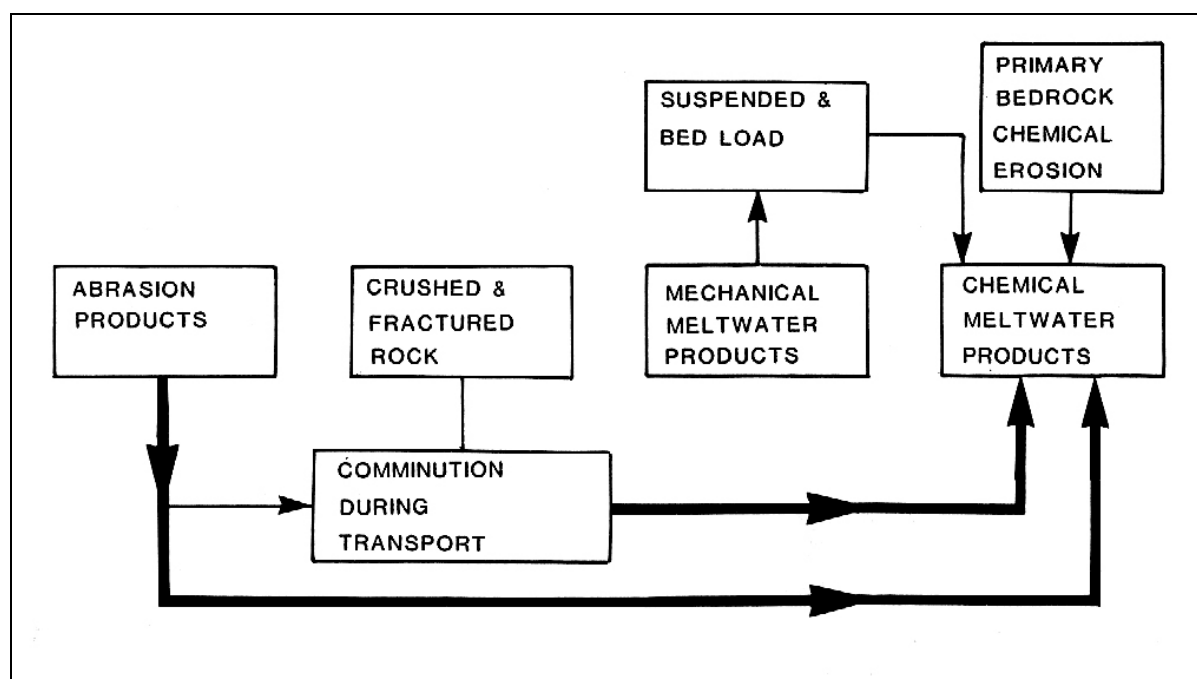 SUSPENDED &
BED LOAD
PRIMARY
BEDROCK
CHEMICAL
EROSION
ABRASION
PRODUCTS
CRUSHED &
FRACTURED
ROCK
MECHANICAL
MELTWATER
PRODUCTS
CHEMICAL
MELTWATER
PRODUCTS
COMMINUTION
DURING
TRANSPORT